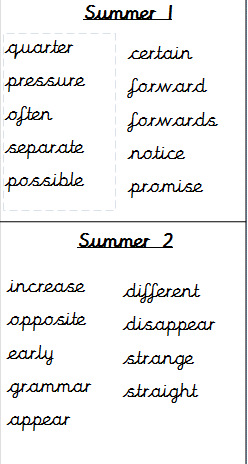 Summer 1
quarter
pressure
often
separate
possible
certain
forward
forwards
notice
promise
Summer 2
increase
opposite
early
grammar
appear
different
disappear
strange
straight